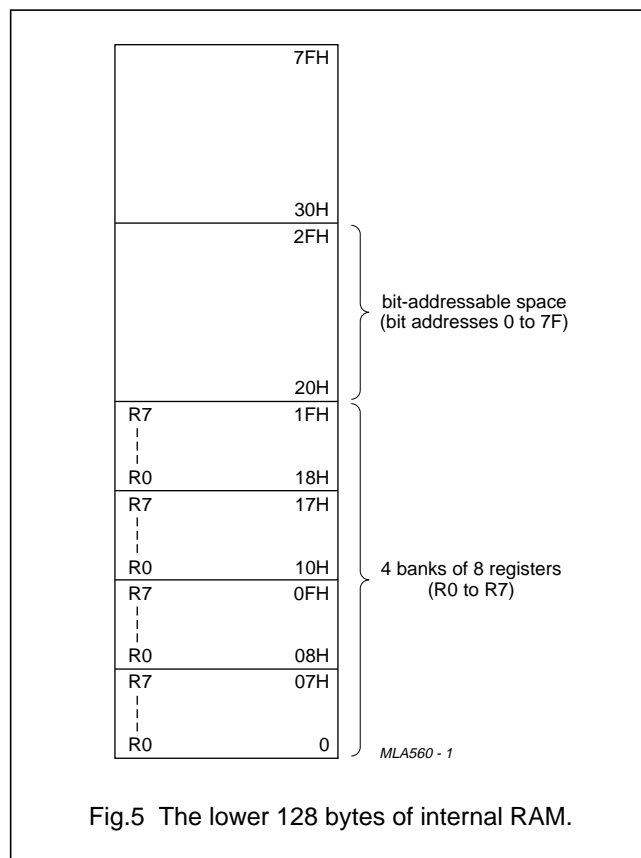 7FH
30H
2FH
bit-addressable space
(bit addresses 0 to 7F)
20H
R7 1FH
R0 18H
R7 17H
R0 10H
4 banks of 8 registers
(R0 to R7)
R7 0FH
R0 08H
R7 07H
R0 0
MLA560 - 1
Fig.5 The lower 128 bytes of internal RAM.